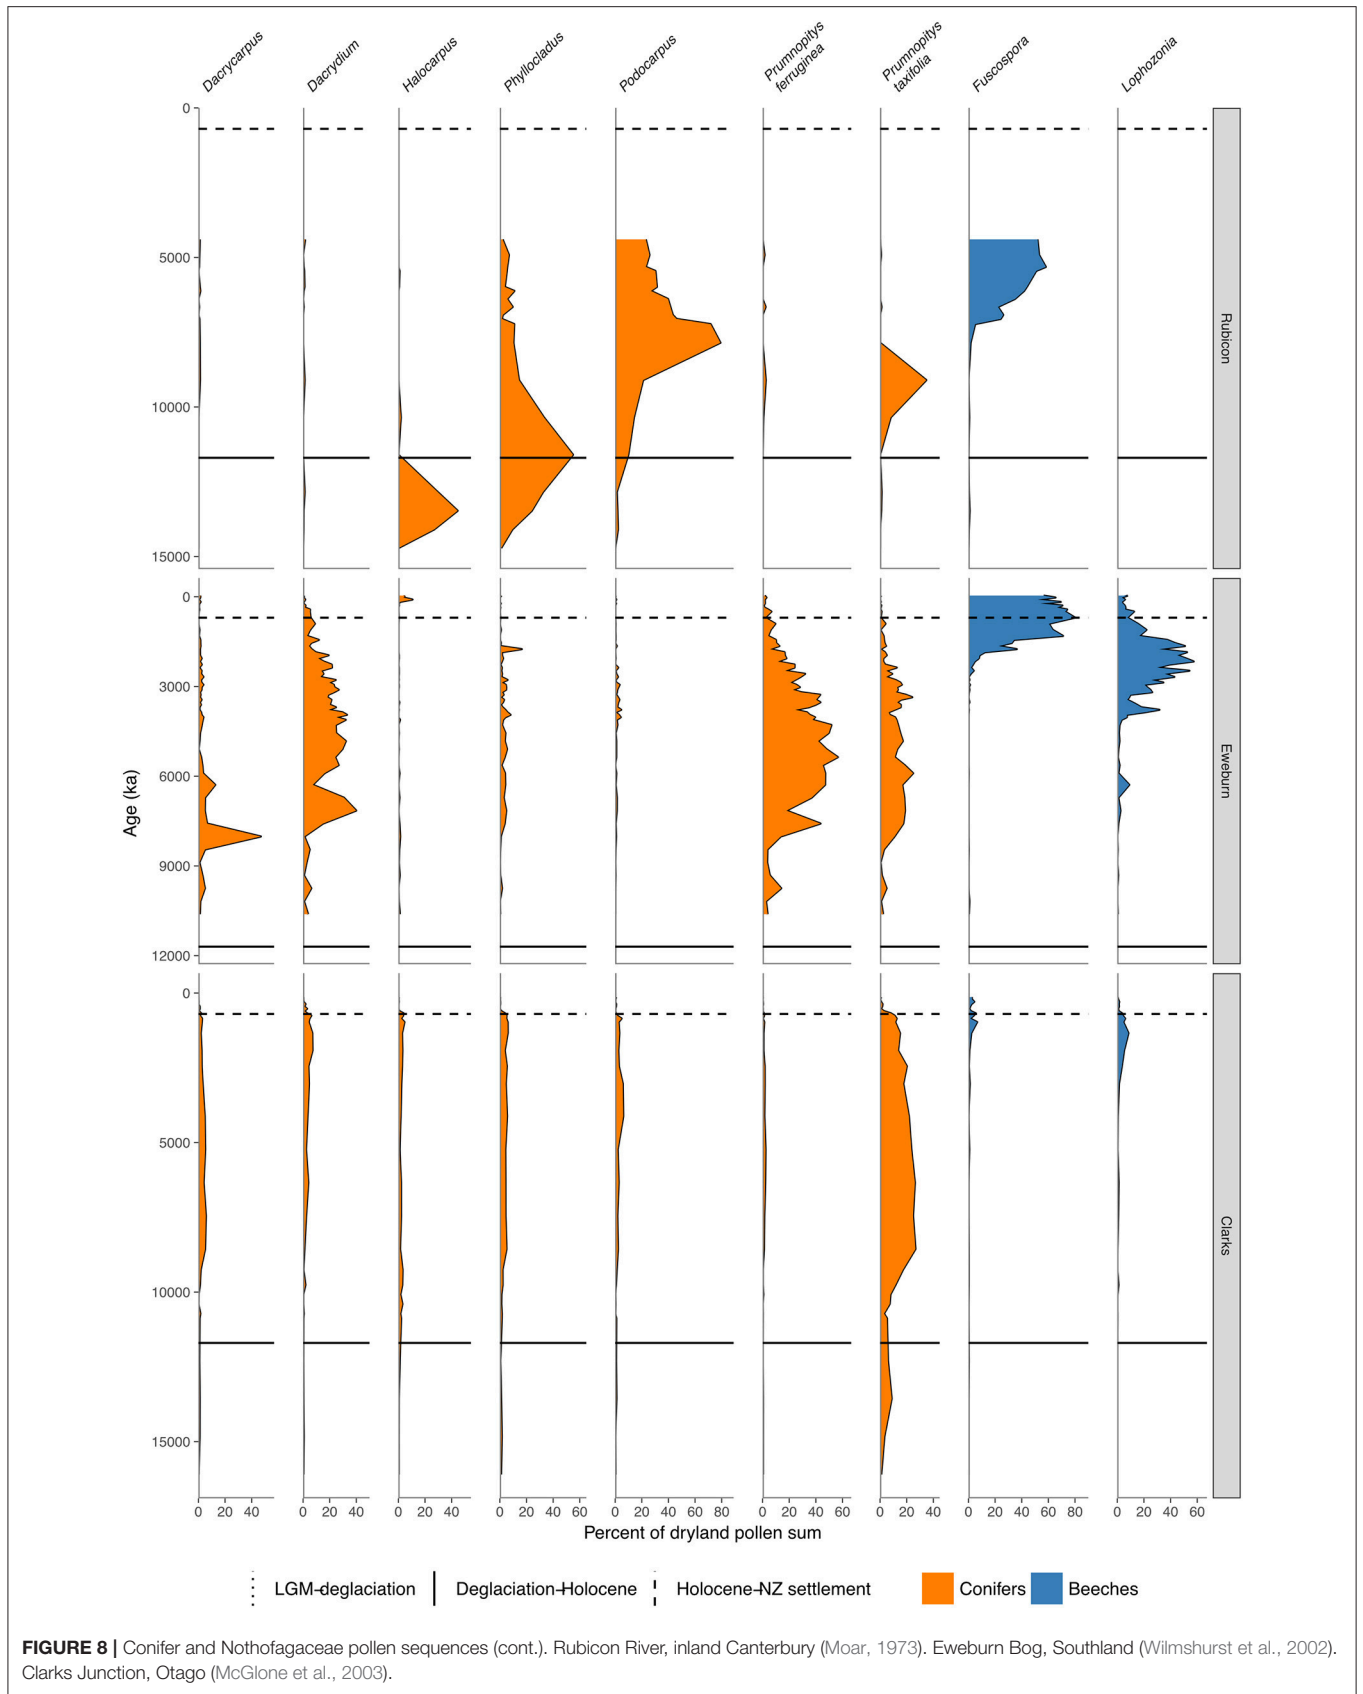 Dacrycarpus
Dacrydium
Halocarpus
Phyllocladus
Podocarpus
Prumnopitys
ferruginea
Prumnopitys
taxifolia
Fuscospora
Lophozonia
0
5000
10000
15000
Rubicon
0
3000
6000
9000
12000
Eweburn
Age (ka)
0
5000
10000
15000
Clarks
0 20 40 0 20 40 0 20 40 0 20 40 60 0 20 40 60 80 0 20 40 60 0 20 40 0 20 40 60 80 0 20 40 60
Percent of dryland pollen sum
LGM–deglaciation Deglaciation–Holocene Holocene–NZ settlement Conifers Beeches
FIGURE 8 | Conifer and Nothofagaceae pollen sequences (cont.). Rubicon River, inland Canterbury (Moar, 1973). Eweburn Bog, Southland (Wilmshurst et al., 2002).
Clarks Junction, Otago (McGlone et al., 2003).